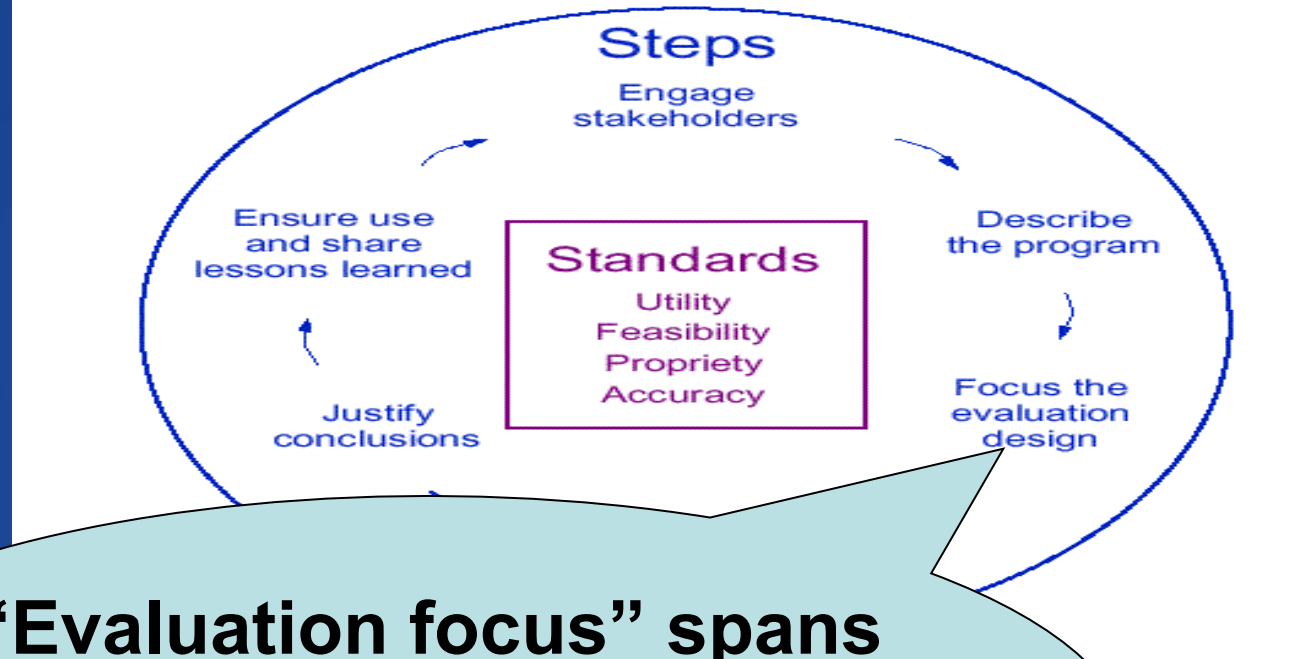 Steps
Engage
stakeholders
Describe
the program
Focus the
evaluation
design
Justify
conclusions
Ensure use
and share
lessons learned
Standards
Utility
Feasibility
Propriety
Accuracy
“Evaluation focus” spans